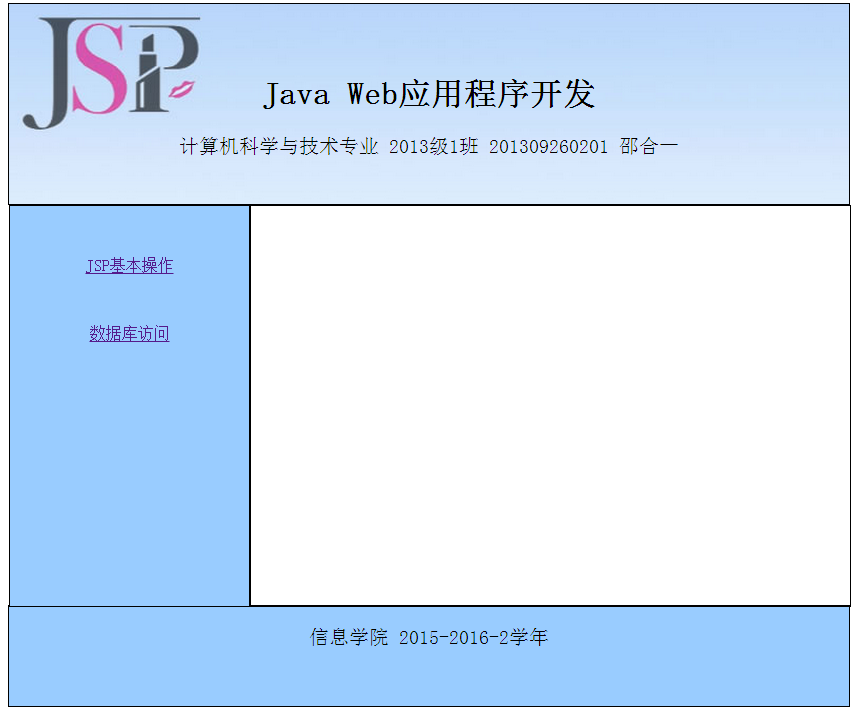 JSP
Java Web应用程序开发
计算机科学与技术专业 2013级1班 201309260201 邵合一
JSP基本操作
数据库访问
信息学院 2015-2016-2学年